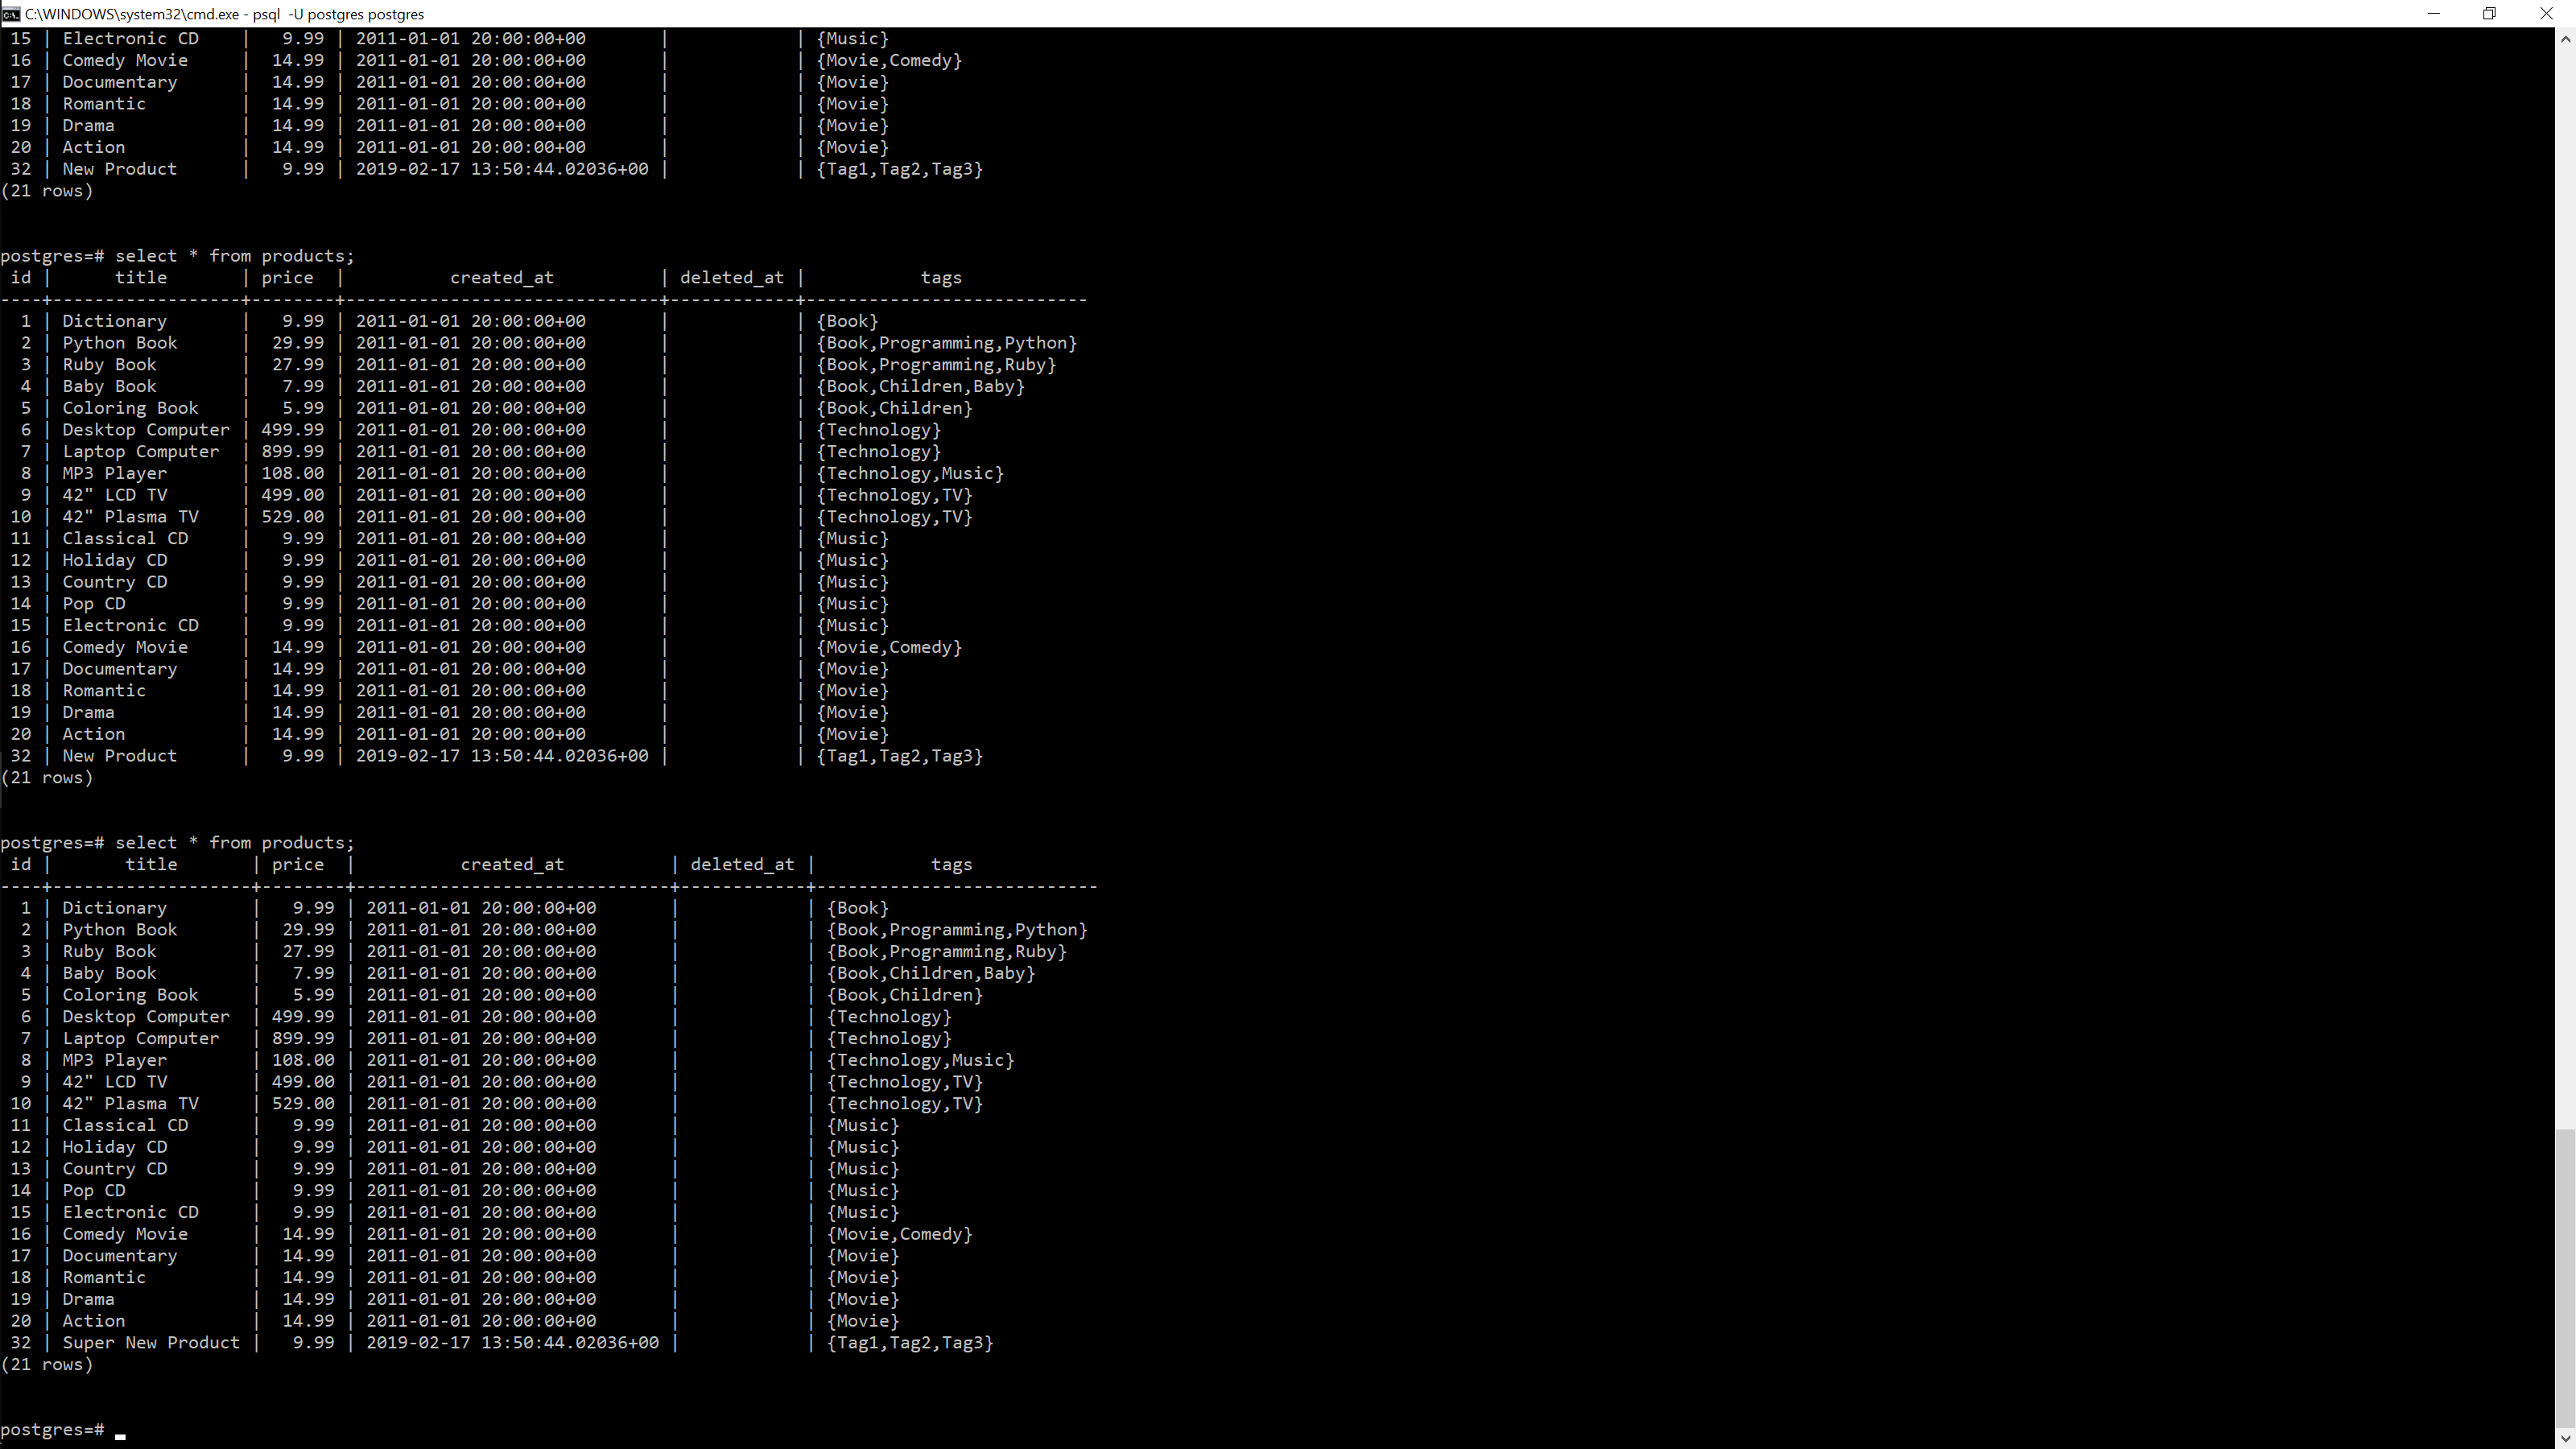 C:\WINDOWS\system32\cmd.exe - psql  -U postgres postgres
 15 | Electronic CD    |   9.99 | 2011-01-01 20:00:00+00       |            | {Music}
 16 | Comedy Movie     |  14.99 | 2011-01-01 20:00:00+00       |            | {Movie,Comedy}
 17 | Documentary      |  14.99 | 2011-01-01 20:00:00+00       |            | {Movie}
 18 | Romantic         |  14.99 | 2011-01-01 20:00:00+00       |            | {Movie}
 19 | Drama            |  14.99 | 2011-01-01 20:00:00+00       |            | {Movie}
 20 | Action           |  14.99 | 2011-01-01 20:00:00+00       |            | {Movie}
 32 | New Product      |   9.99 | 2019-02-17 13:50:44.02036+00 |            | {Tag1,Tag2,Tag3}
(21 rows)
postgres=# select * from products;
 id |      title       | price  |          created_at          | deleted_at |           tags
----+------------------+--------+------------------------------+------------+---------------------------
  1 | Dictionary       |   9.99 | 2011-01-01 20:00:00+00       |            | {Book}
  2 | Python Book      |  29.99 | 2011-01-01 20:00:00+00       |            | {Book,Programming,Python}
  3 | Ruby Book        |  27.99 | 2011-01-01 20:00:00+00       |            | {Book,Programming,Ruby}
  4 | Baby Book        |   7.99 | 2011-01-01 20:00:00+00       |            | {Book,Children,Baby}
  5 | Coloring Book    |   5.99 | 2011-01-01 20:00:00+00       |            | {Book,Children}
  6 | Desktop Computer | 499.99 | 2011-01-01 20:00:00+00       |            | {Technology}
  7 | Laptop Computer  | 899.99 | 2011-01-01 20:00:00+00       |            | {Technology}
  8 | MP3 Player       | 108.00 | 2011-01-01 20:00:00+00       |            | {Technology,Music}
  9 | 42" LCD TV       | 499.00 | 2011-01-01 20:00:00+00       |            | {Technology,TV}
 10 | 42" Plasma TV    | 529.00 | 2011-01-01 20:00:00+00       |            | {Technology,TV}
 11 | Classical CD     |   9.99 | 2011-01-01 20:00:00+00       |            | {Music}
 12 | Holiday CD       |   9.99 | 2011-01-01 20:00:00+00       |            | {Music}
 13 | Country CD       |   9.99 | 2011-01-01 20:00:00+00       |            | {Music}
 14 | Pop CD           |   9.99 | 2011-01-01 20:00:00+00       |            | {Music}
 15 | Electronic CD    |   9.99 | 2011-01-01 20:00:00+00       |            | {Music}
 16 | Comedy Movie     |  14.99 | 2011-01-01 20:00:00+00       |            | {Movie,Comedy}
 17 | Documentary      |  14.99 | 2011-01-01 20:00:00+00       |            | {Movie}
 18 | Romantic         |  14.99 | 2011-01-01 20:00:00+00       |            | {Movie}
 19 | Drama            |  14.99 | 2011-01-01 20:00:00+00       |            | {Movie}
 20 | Action           |  14.99 | 2011-01-01 20:00:00+00       |            | {Movie}
 32 | New Product      |   9.99 | 2019-02-17 13:50:44.02036+00 |            | {Tag1,Tag2,Tag3}
(21 rows)
postgres=# select * from products;
 id |       title       | price  |          created_at          | deleted_at |           tags
----+-------------------+--------+------------------------------+------------+---------------------------
  1 | Dictionary        |   9.99 | 2011-01-01 20:00:00+00       |            | {Book}
  2 | Python Book       |  29.99 | 2011-01-01 20:00:00+00       |            | {Book,Programming,Python}
  3 | Ruby Book         |  27.99 | 2011-01-01 20:00:00+00       |            | {Book,Programming,Ruby}
  4 | Baby Book         |   7.99 | 2011-01-01 20:00:00+00       |            | {Book,Children,Baby}
  5 | Coloring Book     |   5.99 | 2011-01-01 20:00:00+00       |            | {Book,Children}
  6 | Desktop Computer  | 499.99 | 2011-01-01 20:00:00+00       |            | {Technology}
  7 | Laptop Computer   | 899.99 | 2011-01-01 20:00:00+00       |            | {Technology}
  8 | MP3 Player        | 108.00 | 2011-01-01 20:00:00+00       |            | {Technology,Music}
  9 | 42" LCD TV        | 499.00 | 2011-01-01 20:00:00+00       |            | {Technology,TV}
 10 | 42" Plasma TV     | 529.00 | 2011-01-01 20:00:00+00       |            | {Technology,TV}
 11 | Classical CD      |   9.99 | 2011-01-01 20:00:00+00       |            | {Music}
 12 | Holiday CD        |   9.99 | 2011-01-01 20:00:00+00       |            | {Music}
 13 | Country CD        |   9.99 | 2011-01-01 20:00:00+00       |            | {Music}
 14 | Pop CD            |   9.99 | 2011-01-01 20:00:00+00       |            | {Music}
 15 | Electronic CD     |   9.99 | 2011-01-01 20:00:00+00       |            | {Music}
 16 | Comedy Movie      |  14.99 | 2011-01-01 20:00:00+00       |            | {Movie,Comedy}
 17 | Documentary       |  14.99 | 2011-01-01 20:00:00+00       |            | {Movie}
 18 | Romantic          |  14.99 | 2011-01-01 20:00:00+00       |            | {Movie}
 19 | Drama             |  14.99 | 2011-01-01 20:00:00+00       |            | {Movie}
 20 | Action            |  14.99 | 2011-01-01 20:00:00+00       |            | {Movie}
 32 | Super New Product |   9.99 | 2019-02-17 13:50:44.02036+00 |            | {Tag1,Tag2,Tag3}
(21 rows)
postgres=#